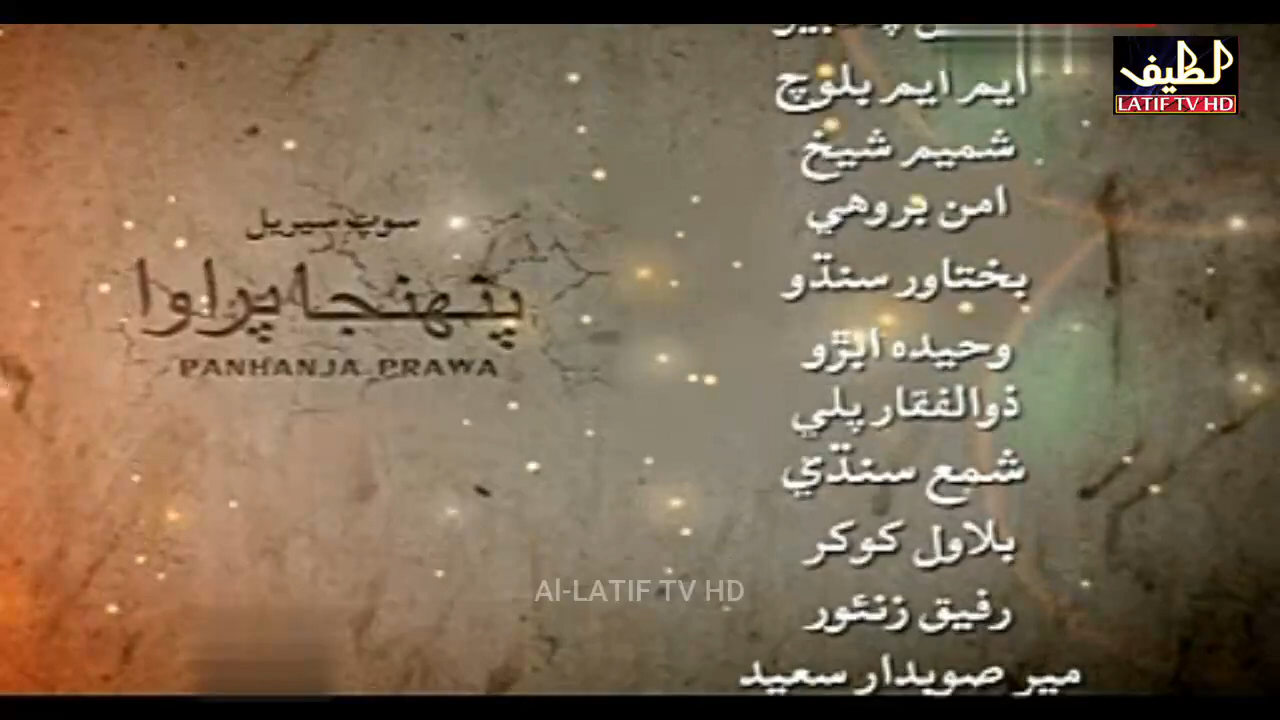 لطيف
LATIF TV HD
سوپ سيريل
پنهنجا پراوا
PANHANJA PRAWA
ايم ايم بلوچ
شميم شيخ
امن بروهي
بختاور سنڌو
وحيده ابڙو
ذوالفقار پلي
شمع سنڌي
بلاول کوکر
رفيق زنئور
مير صوبدار سعيد
Al-LATIF TV HD